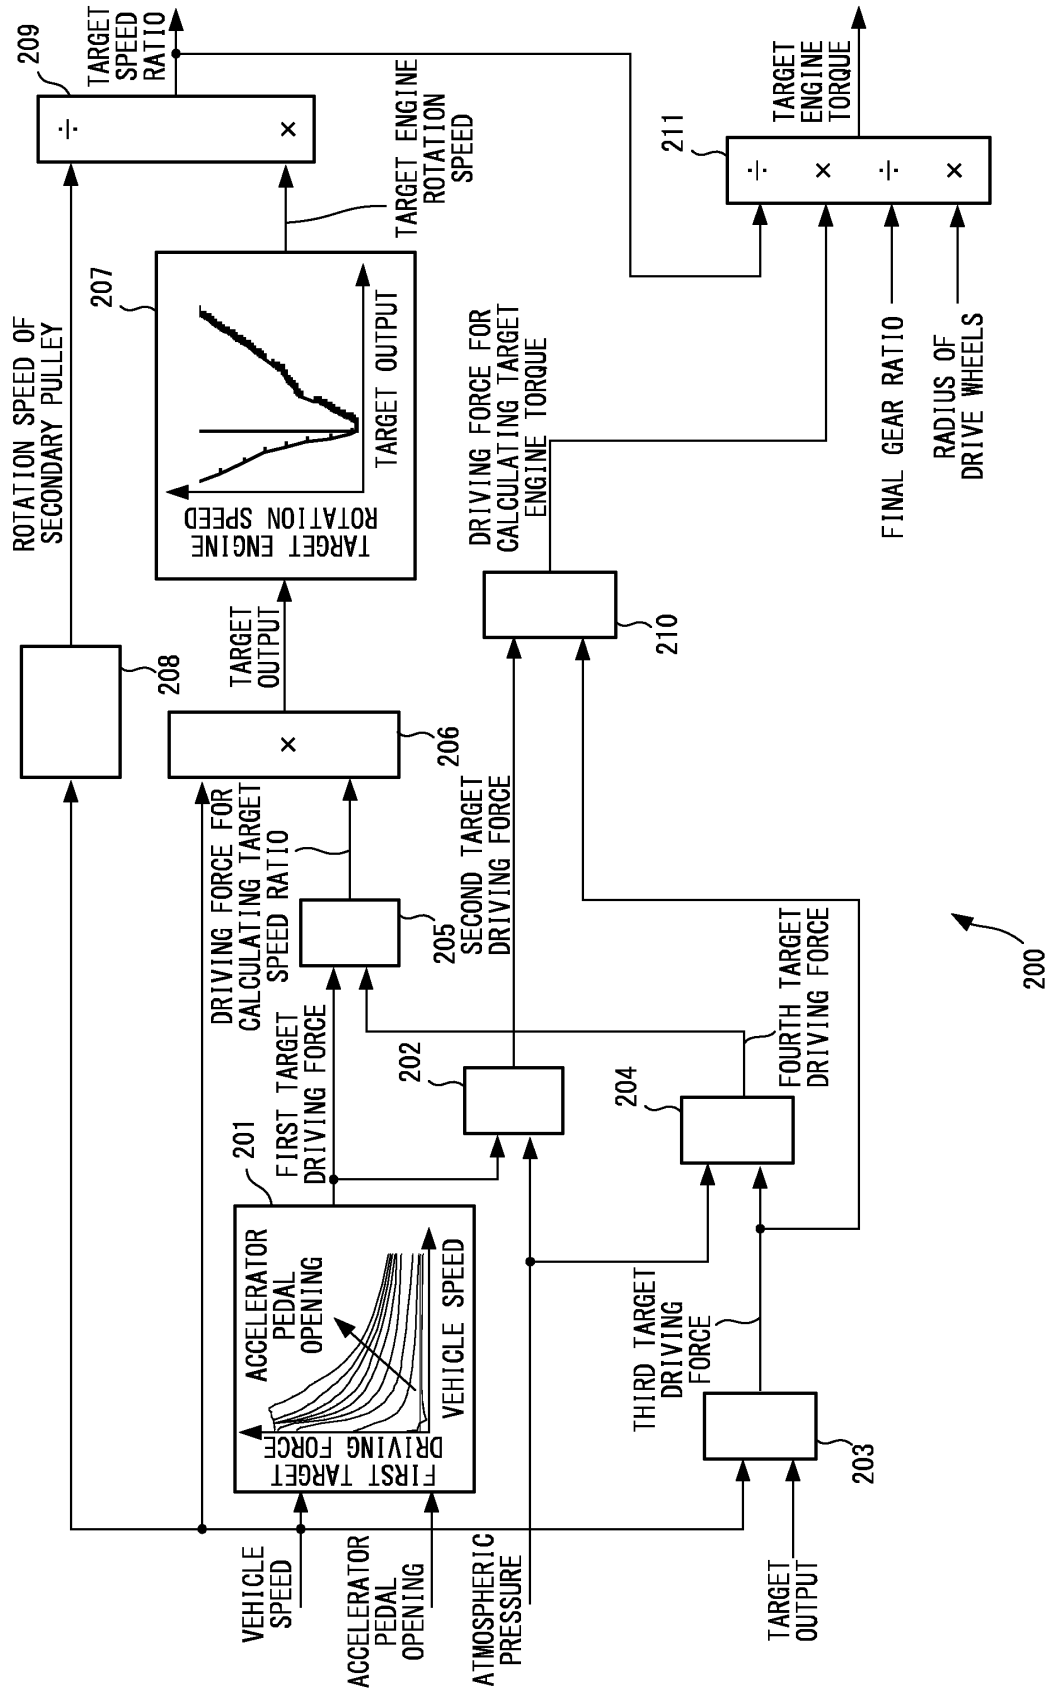 VEHICLE
SPEED
ACCELERATOR
PEDAL
OPENING
ATMOSPHERIC
PRESSURE
TARGET
OUTPUT
201
FIRST TARGET
DRIVING FORCE
ACCELERATOR
PEDAL
OPENING
VEHICLE SPEED
FIRST TARGET
DRIVING FORCE
203
THIRD TARGET
DRIVING
FORCE
202
204
FOURTH TARGET
DRIVING FORCE
205
DRIVING FORCE FOR
CALCULATING TARGET
SPEED RATIO
SECOND TARGET
DRIVING FORCE
206
×
208
TARGET
OUTPUT
210
ROTATION SPEED OF
SECONDARY PULLEY
207
TARGET ENGINE
ROTATION SPEED
TARGET OUTPUT
DRIVING FORCE FOR
CALCULATING TARGET
ENGINE TORQUE
FINAL GEAR RATIO
RADIUS OF
DRIVE WHEELS
TARGET ENGINE
ROTATION
SPEED
209
÷
×
TARGET
SPEED
RATIO
211
÷
×
÷
×
TARGET
ENGINE
TORQUE
200